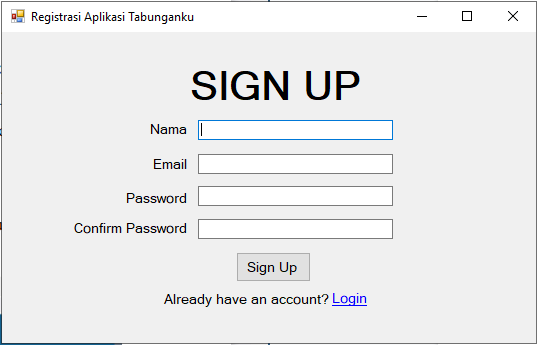 Registrasi Aplikasi Tabunganku
SIGN UP
Nama
Email
Password
Confirm Password
Sign Up
Already have an account? Login